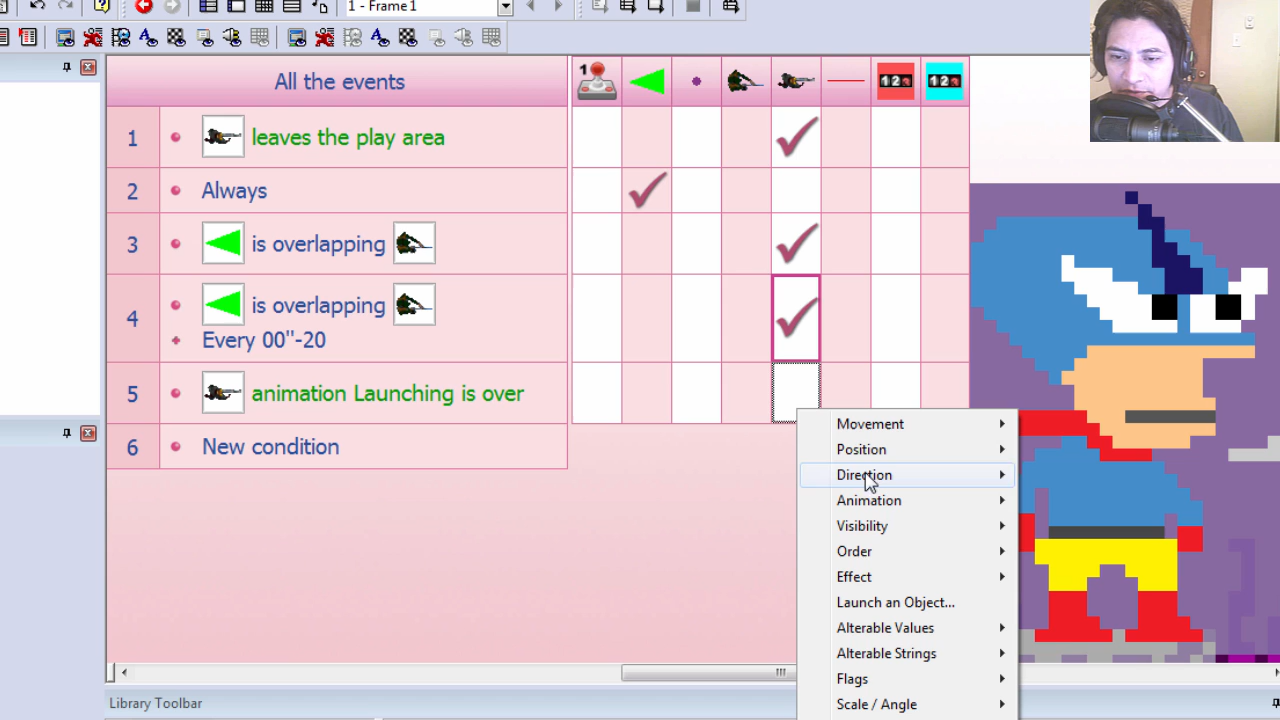 1 - Frame 1
All the events
1
1 leaves the play area
2 Always
3 is overlapping
4 is overlapping
Every 00"-20
5 animation Launching is over
6 New condition
Movement
Position
Direction
Animation
Visibility
Order
Effect
Launch an Object...
Alterable Values
Alterable Strings
Flags
Scale / Angle
Library Toolbar